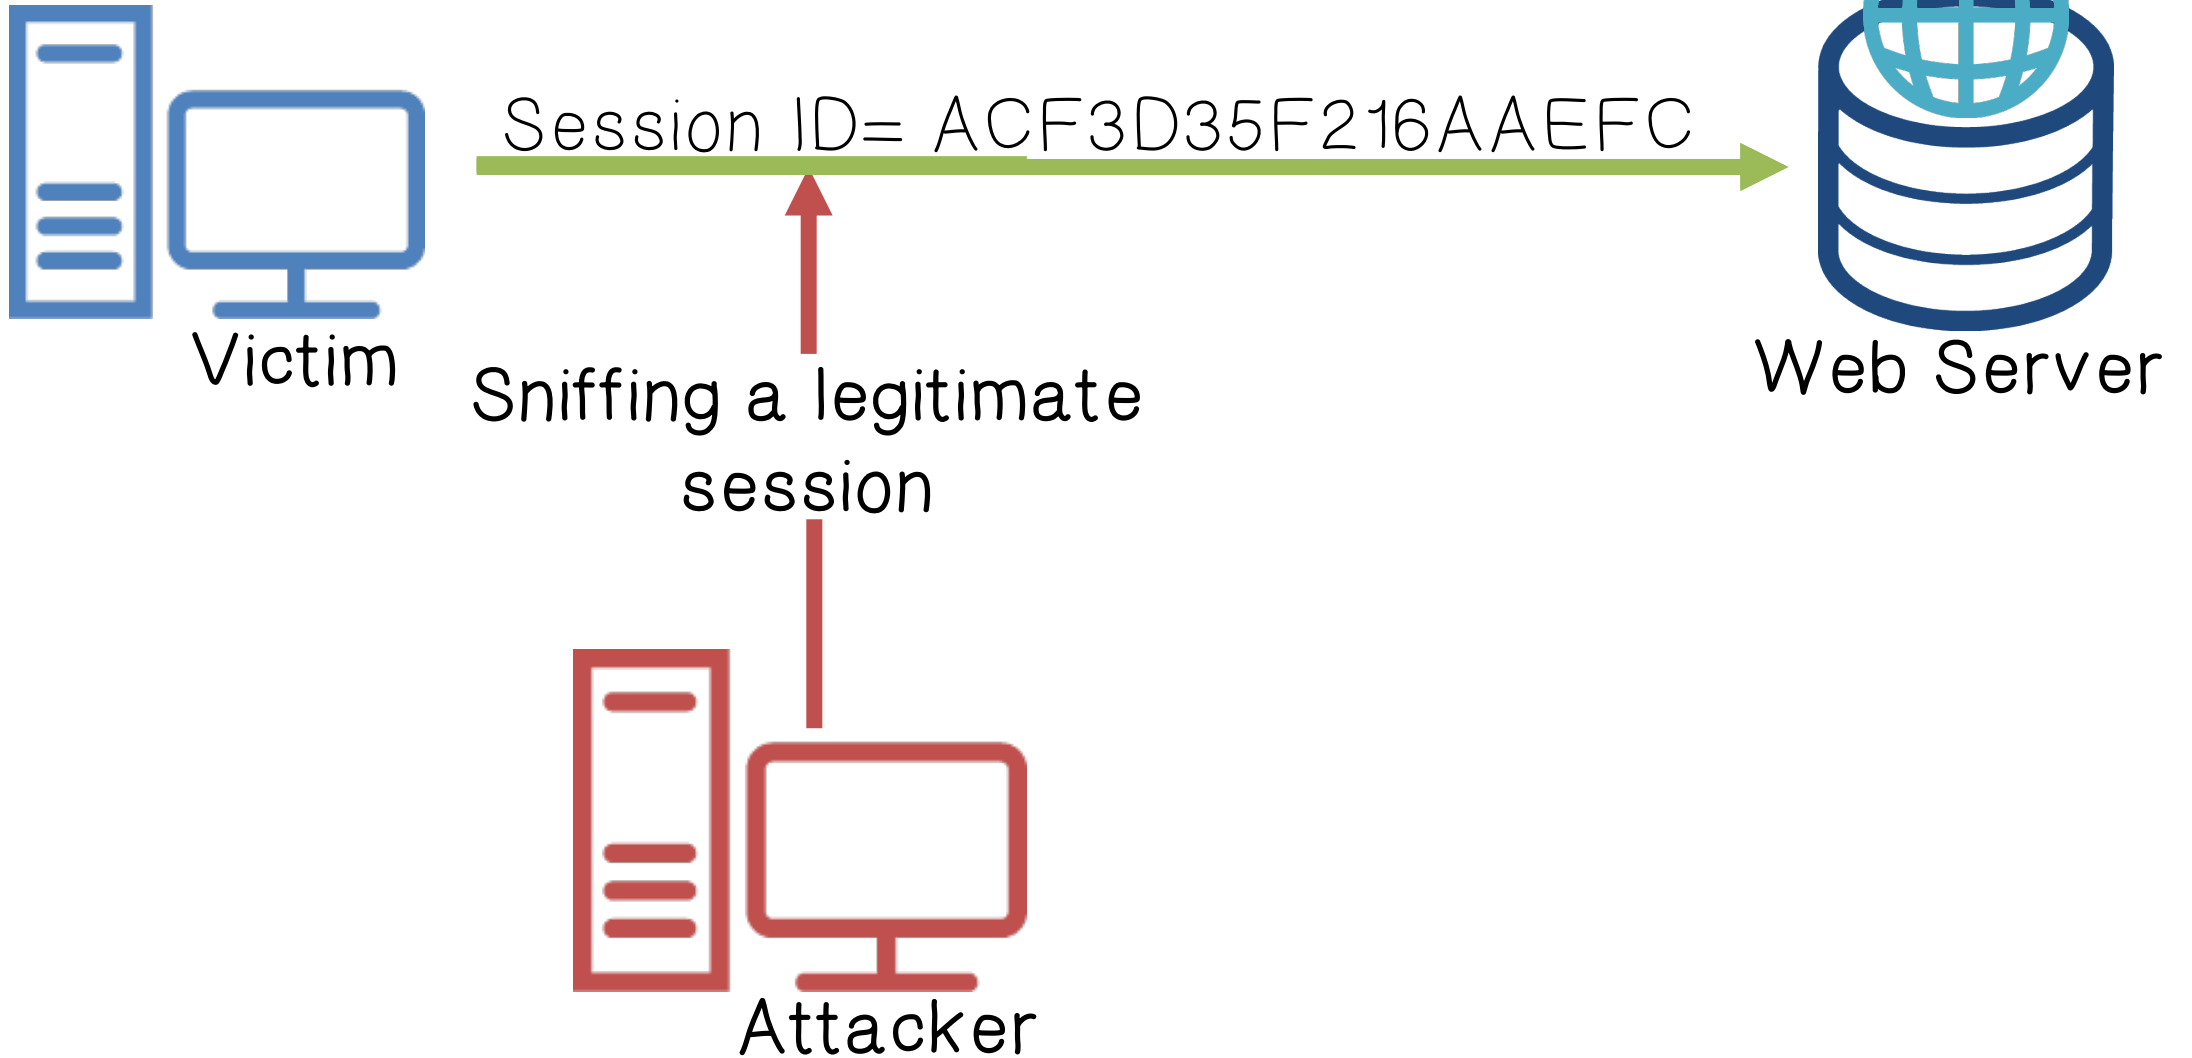 Session ID= ACF3D35F216AAEFC
Victim
Web Server
Sniffing a legitimate
session
Attacker